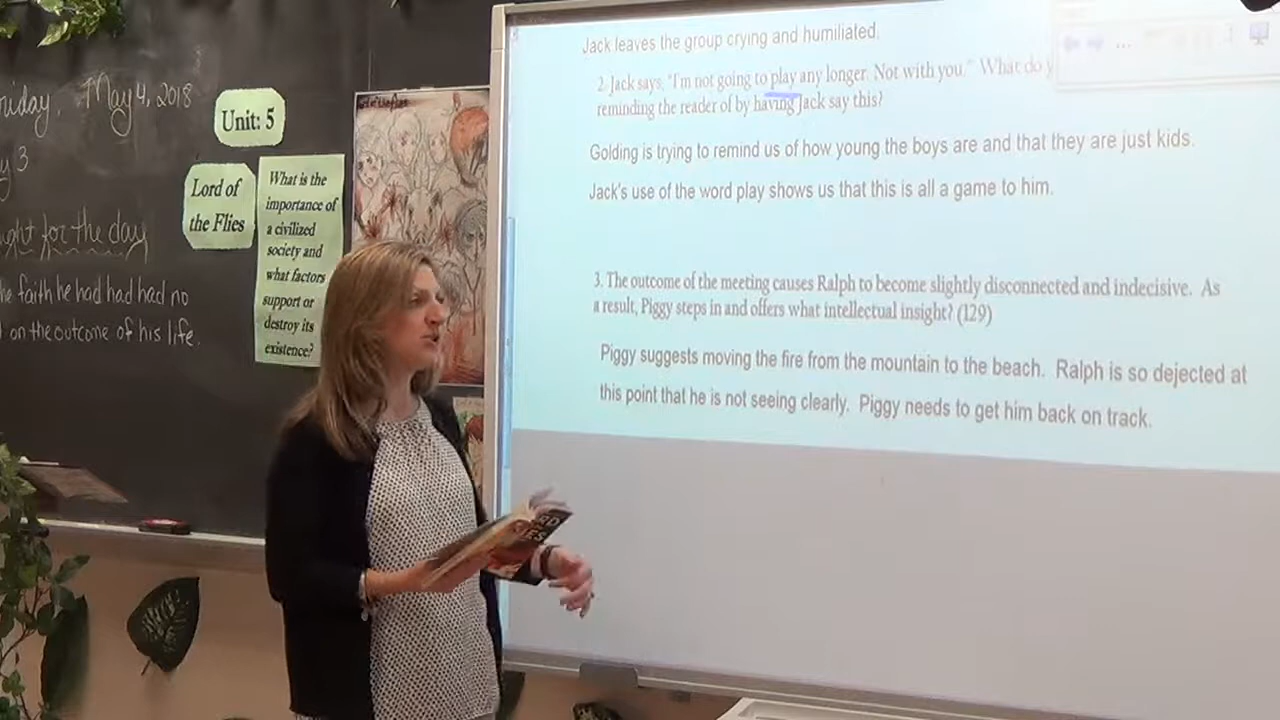 riday, May 4, 2018
y 3
ght for the day
he faith he had had had no
on the outcome of his life.
Unit: 5
Lord of
the Flies
What is the
importance of
a civilized
society and
what factors
support or
destroy its
existence?
Jack leaves the group crying and humiliated.
2. Jack says, "I'm not going to play any longer. Not with you." What do y
reminding the reader of by having Jack say this?
Golding is trying to remind us of how young the boys are and that they are just kids.
Jack's use of the word play shows us that this is all a game to him.
3. The outcome of the meeting causes Ralph to become slightly disconnected and indecisive. As
a result, Piggy steps in and offers what intellectual insight? (129)
Piggy suggests moving the fire from the mountain to the beach. Ralph is so dejected at
this point that he is not seeing clearly. Piggy needs to get him back on track.